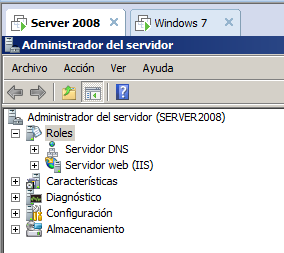 Server 2008 Windows 7
Administrador del servidor
Archivo Acción Ver Ayuda
Administrador del servidor (SERVER2008)
Roles
Servidor DNS
Servidor web (IIS)
Características
Diagnóstico
Configuración
Almacenamiento